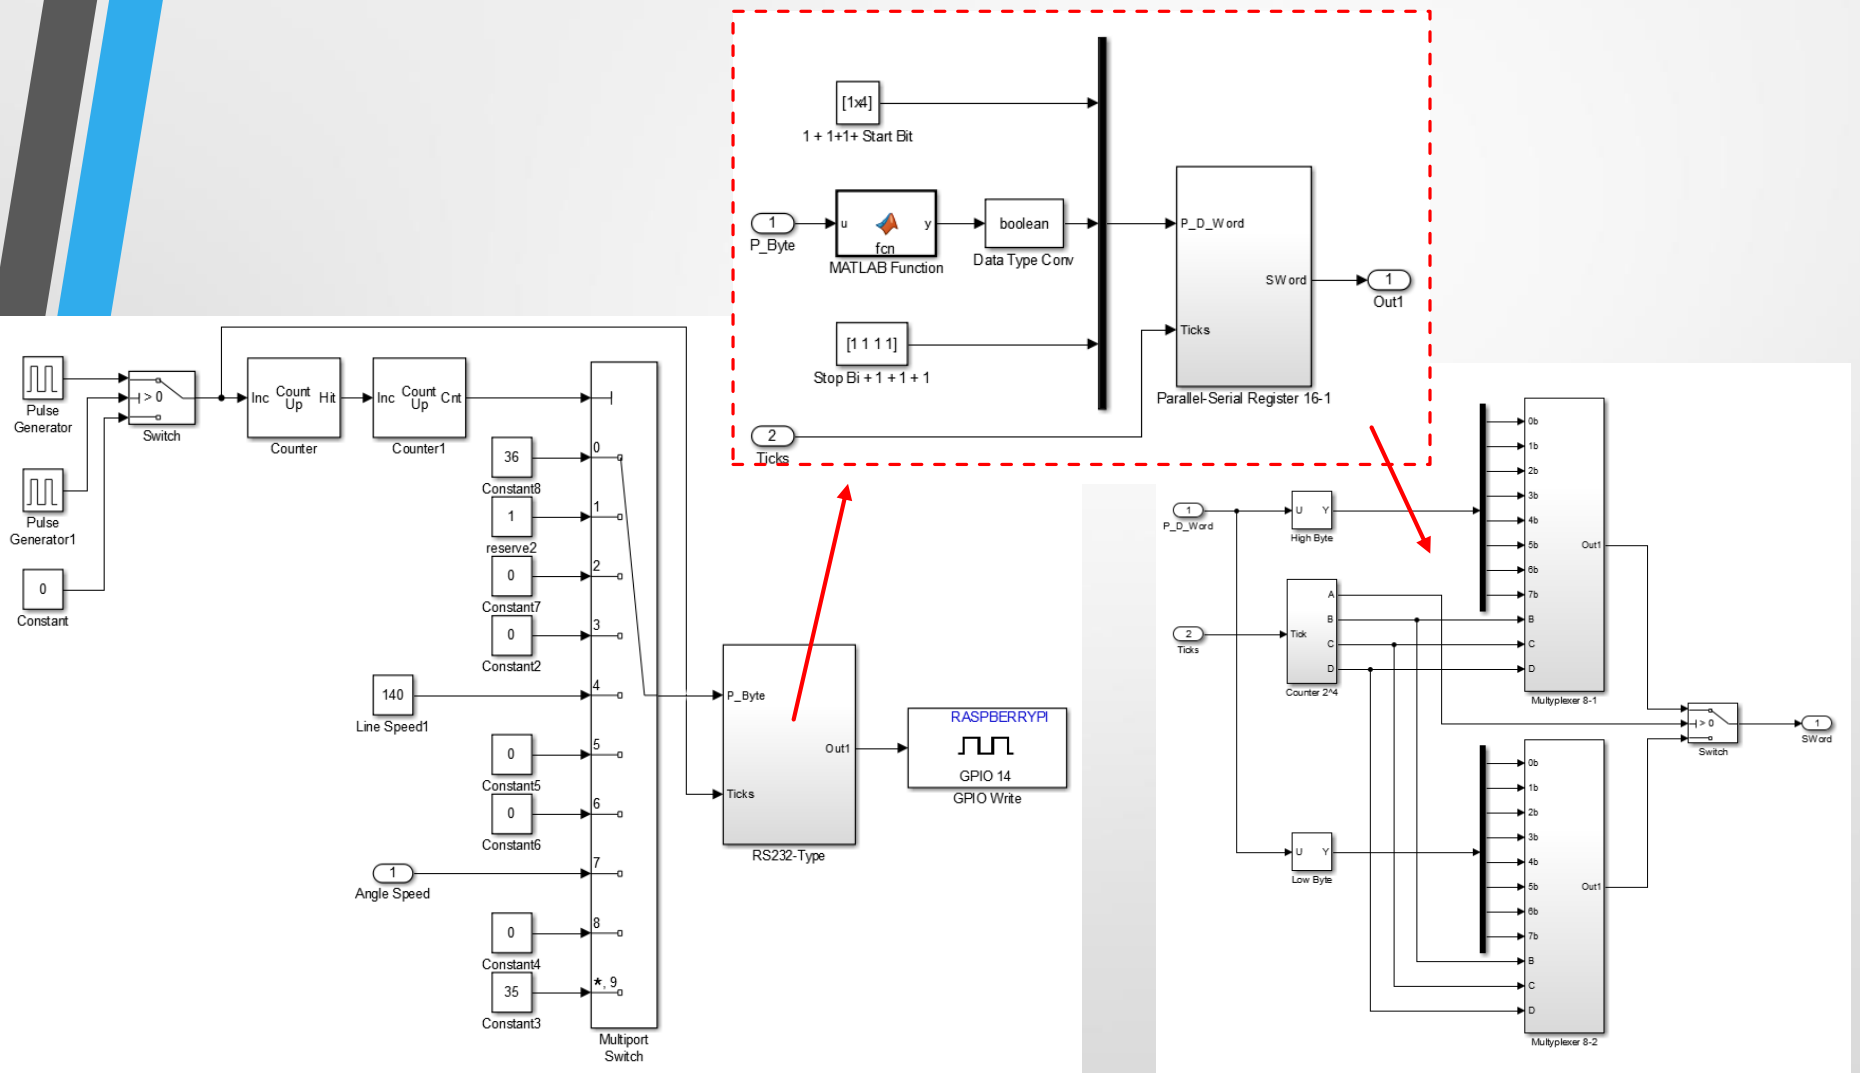 [1x4]
1 + 1+1+ Start Bit
1
P_Byte
u
y
fcn
MATLAB Function
boolean
Data Type Conv
[1 1 1 1]
Stop Bi + 1 + 1 + 1
2
Ticks
P_D_Word
SWord
Ticks
Parallel-Serial Register 16-1
1
Out1
Pulse
Generator
Pulse
Generator1
0
Constant
> 0
Switch
Inc
Count
Up
Hit
Counter
Inc
Count
Up
Cnt
Counter1
36
Constant8
1
reserve2
0
Constant7
0
Constant2
140
Line Speed1
0
Constant5
0
Constant6
1
Angle Speed
0
Constant4
35
Constant3
0
1
2
3
4
5
6
7
8
*, 9
Multiport
Switch
P_Byte
Out1
Ticks
RS232-Type
RASPBERRYPI
GPIO 14
GPIO Write
1
P_D_Word
U
Y
High Byte
2
Ticks
Tick
A
B
C
D
Counter 2^4
U
Y
Low Byte
0b
1b
2b
3b
4b
5b
6b
7b
B
C
D
Out1
Multyplexer 8-1
> 0
Switch
1
SWord
0b
1b
2b
3b
4b
5b
6b
7b
B
C
D
Out1
Multyplexer 8-2